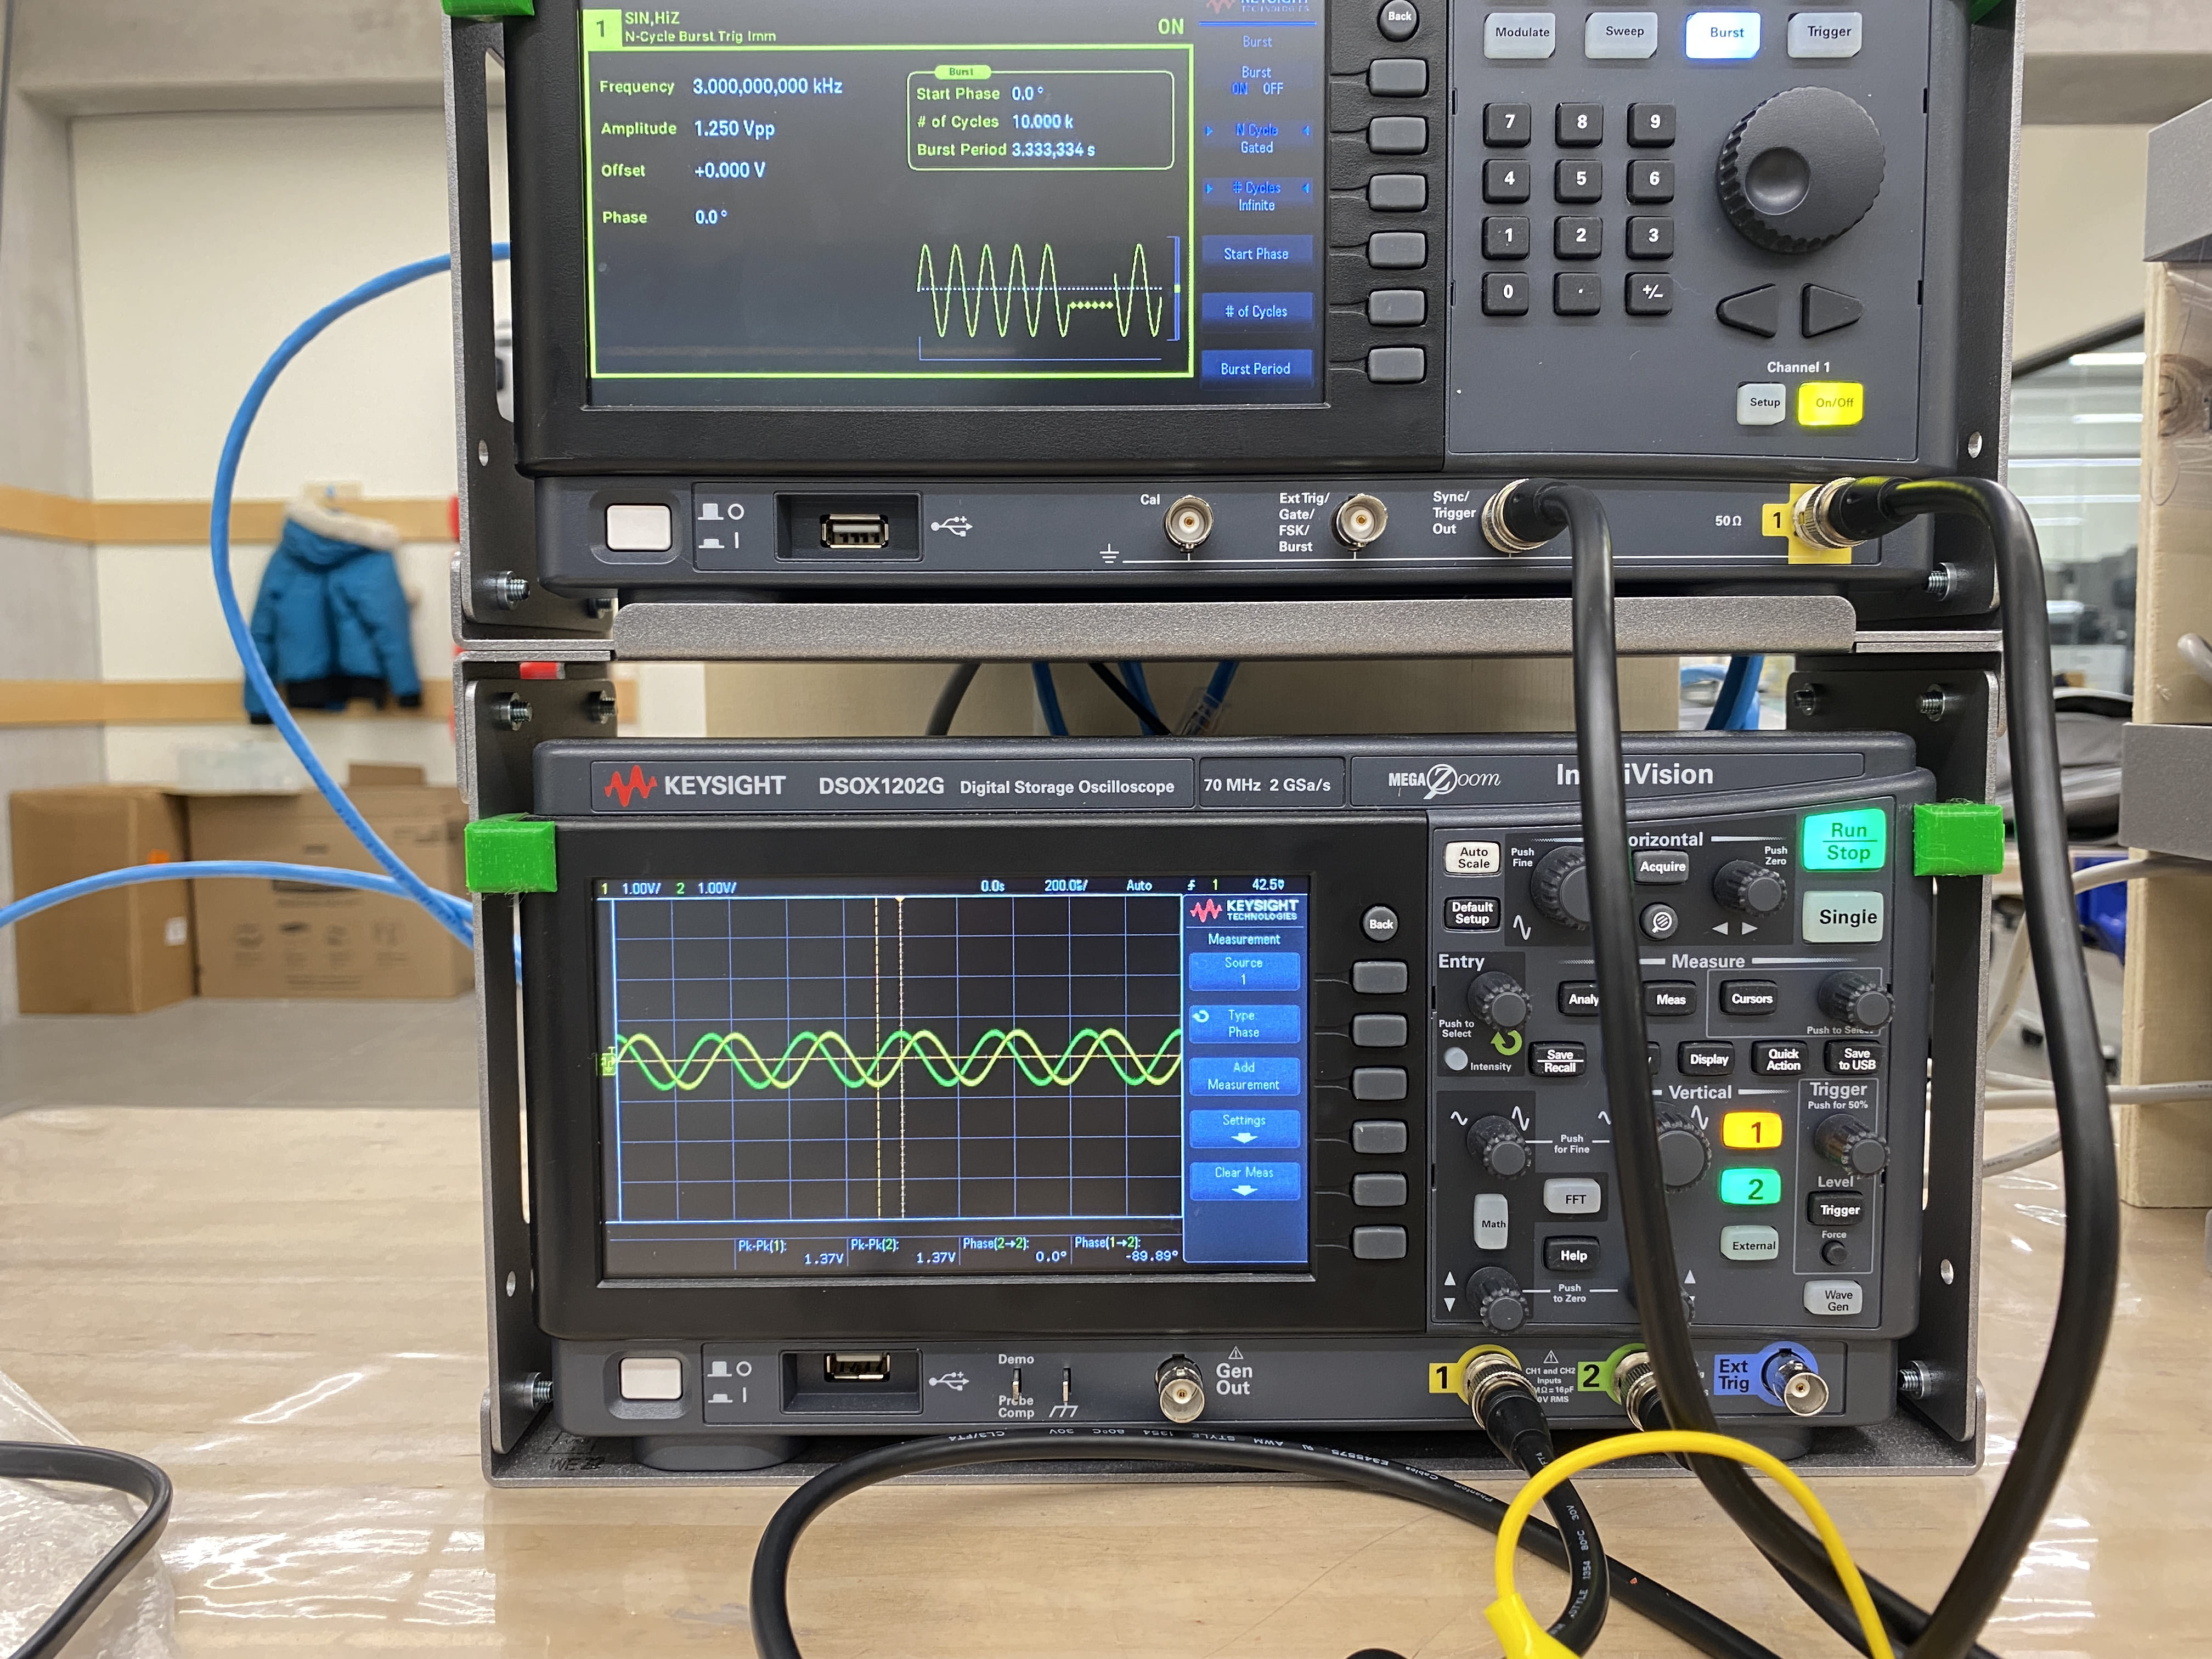 KEYSIGHT
TECHNOLOGIES
1 SIN,HiZ
N-Cycle Burst Trig Imm
ON
Frequency 3.000,000,000 kHz
Amplitude 1.250 Vpp
Offset +0.000 V
Phase 0.0 °
Burst
Start Phase 0.0 °
# of Cycles 10.000 k
Burst Period 3.333,334 s
Burst
Burst
ON OFF
N Cycle
Gated
# Cycles
Infinite
Start Phase
# of Cycles
Burst Period
Back
Modulate
Sweep
Burst
Trigger
7 8 9
4 5 6
1 2 3
0 . +/-
Channel 1
Setup
On/Off
Cal
Ext Trig/
Gate/
FSK/
Burst
Sync/
Trigger
Out
50 Ω
1
KEYSIGHT DSOX1202G Digital Storage Oscilloscope
70 MHz 2 GSa/s
MEGA Zoom
1 1.00V/ 2 1.00V/ 0.0s Auto 1
KEYSIGHT
TECHNOLOGIES
Measurement
Source
1
Type:
Phase
Add
Measurement
Settings
Clear Meas
Pk-Pk(1):
1.37V
Pk-Pk(2):
1.37V
Phase(2→2):
0.0°
Phase(1→2):
-89.89°
Back
Auto
Scale
Push
Fine
Acquire
Push
Zero
Run
Stop
Default
Setup
Single
Entry
Measure
Meas
Cursors
Push to
Select
Intensity
Save
Recall
Display
Quick
Action
Save
to USB
Vertical
Trigger
Push for 50%
Push
for Fine
1
2
FFT
Math
Help
Level
Trigger
External
Force
Push
to Zero
Wave
Gen
Demo
Probe
Comp
Gen
Out
1
CH1 and CH2
2
Ext
Trig
STYLE 1354 80°C 30V